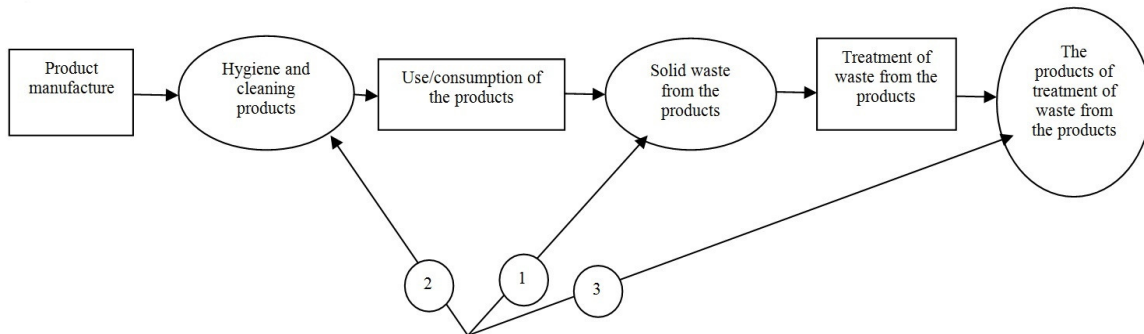 Product
manufacture
Hygiene and
cleaning
products
Use/consumption of
the products
Solid waste
from the
products
Treatment of
waste from the
products
The
products of
treatment of
waste from
the products
2
1
3